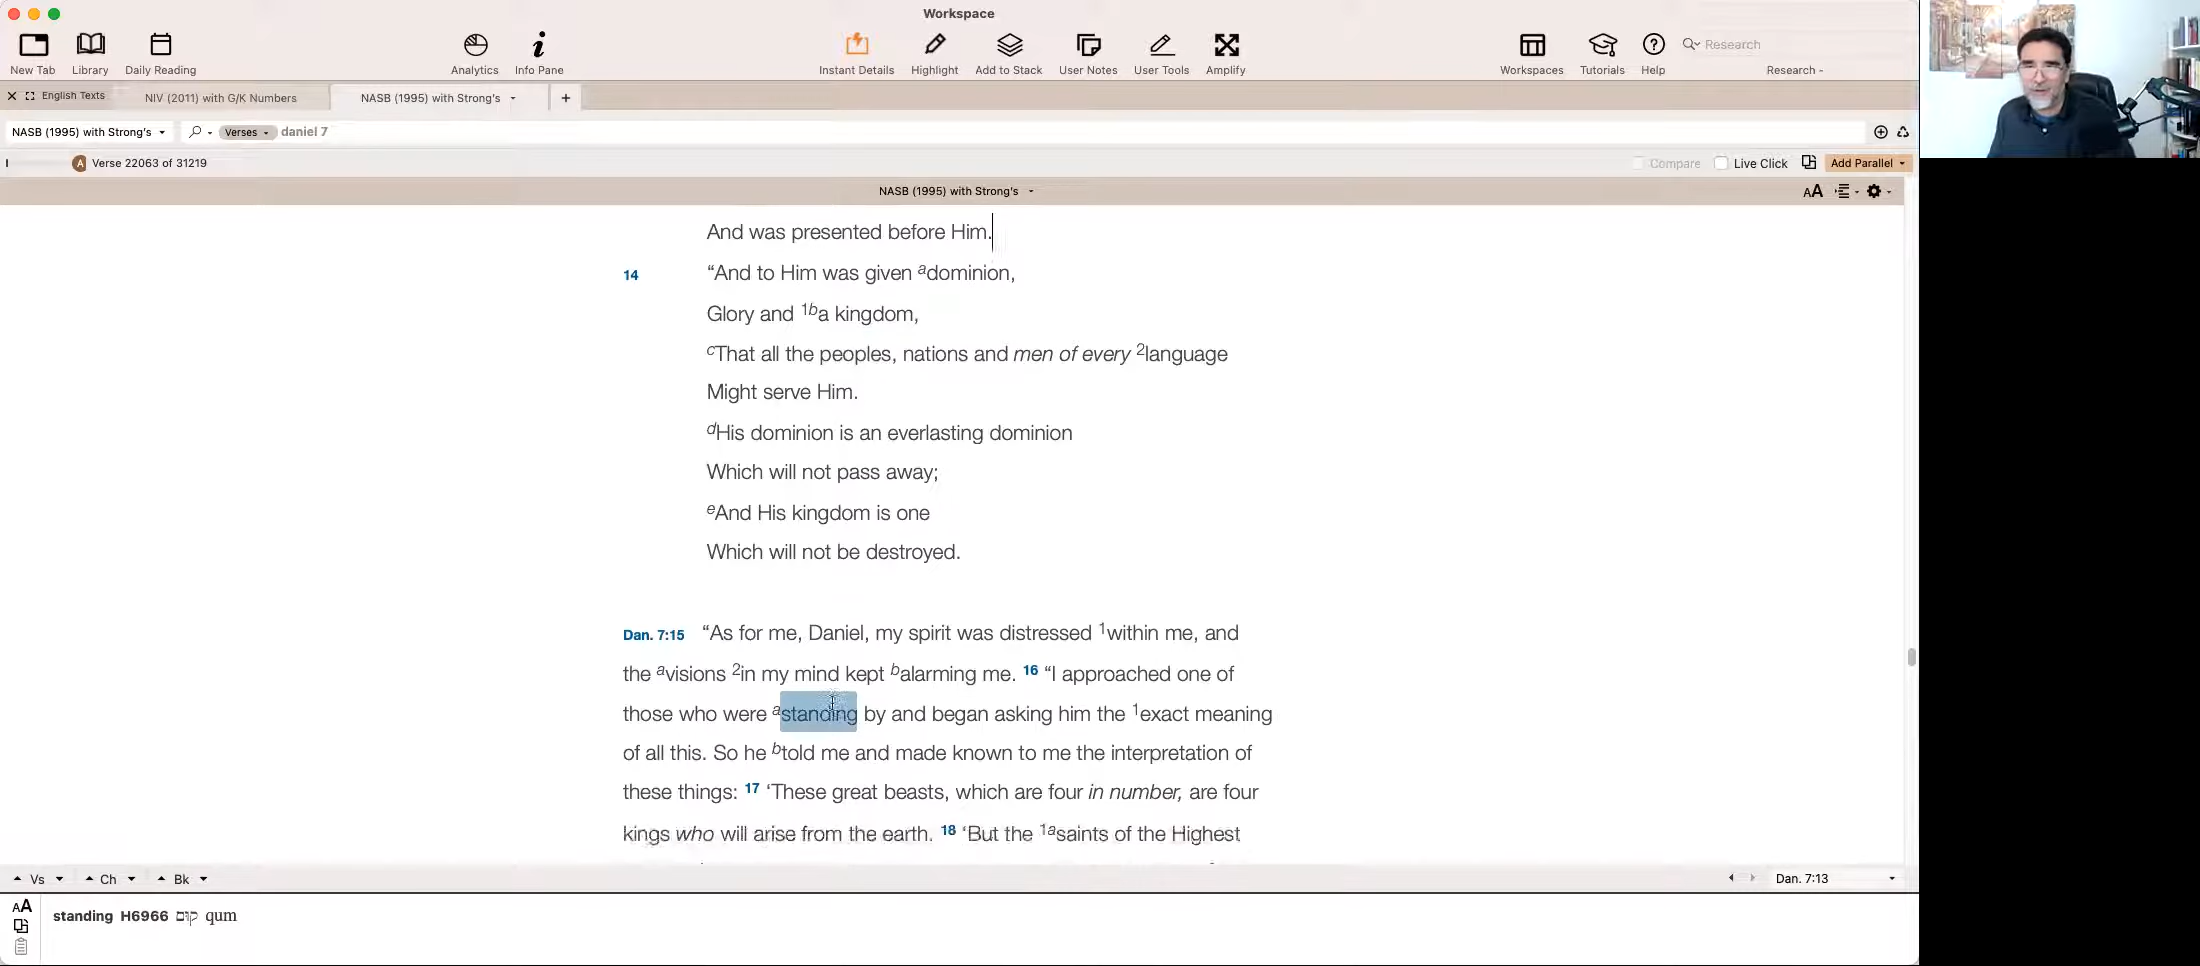 Workspace
New Tab
Library
Daily Reading
Analytics
Info Pane
Instant Details
Highlight
Add to Stack
User Notes
User Tools
Amplify
Workspaces
Tutorials
Help
Research
Research
English Texts
NIV (2011) with G/K Numbers
NASB (1995) with Strong's
NASB (1995) with Strong's
Verses
daniel 7
A Verse 22063 of 31219
Compare
Live Click
Add Parallel
NASB (1995) with Strong's
AA
And was presented before Him.
14 “And to Him was given adominion,
Glory and 1ba kingdom,
cThat all the peoples, nations and men of every 2language
Might serve Him.
dHis dominion is an everlasting dominion
Which will not pass away;
eAnd His kingdom is one
Which will not be destroyed.
Dan. 7:15 “As for me, Daniel, my spirit was distressed 1within me, and
the avisions 2in my mind kept balarming me. 16 “I approached one of
those who were astanding by and began asking him the 1exact meaning
of all this. So he btold me and made known to me the interpretation of
these things: 17 ‘These great beasts, which are four in number, are four
kings who will arise from the earth. 18 ‘But the 1asaints of the Highest
Vs
Ch
Bk
Dan. 7:13
AA
standing H6966 קוּם qum